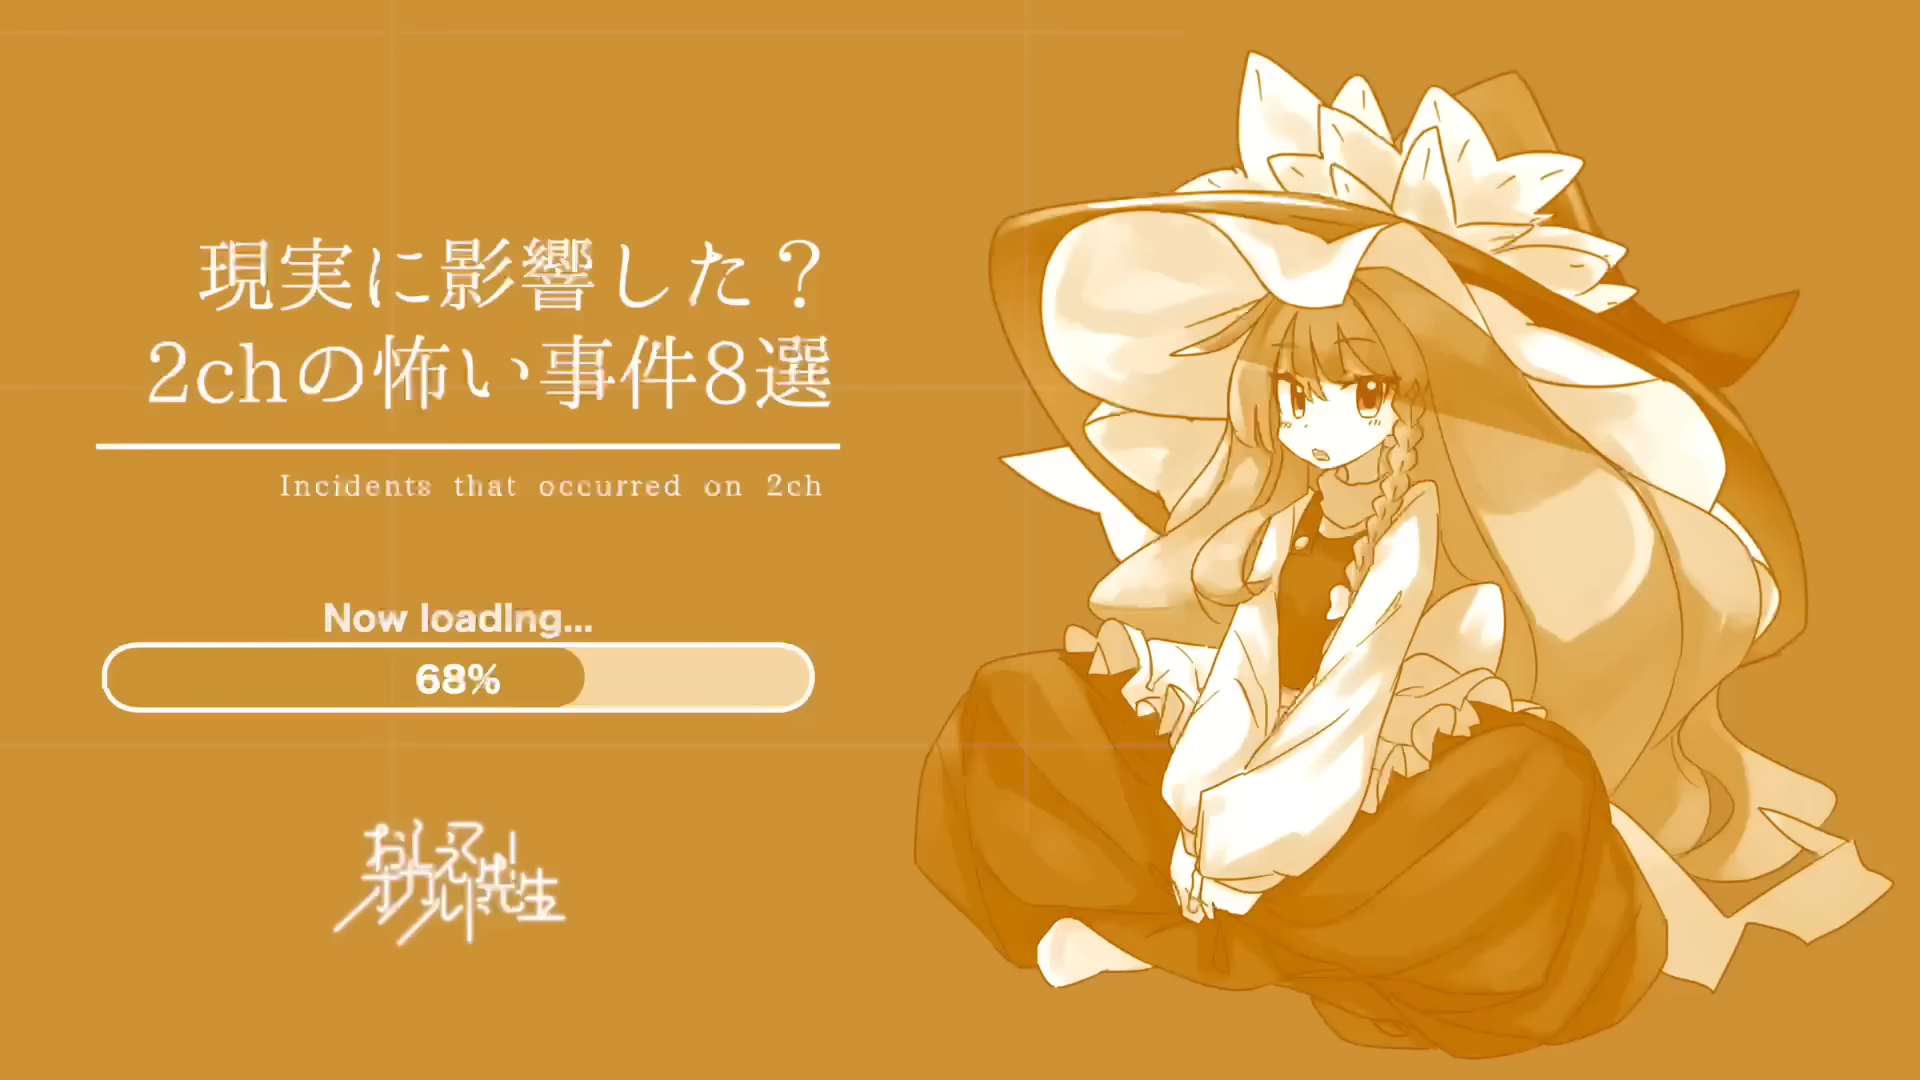 現実に影響した？
2chの怖い事件8選
Incidents that occurred on 2ch
Now loading...
68%
おしえて！
オカルト先生